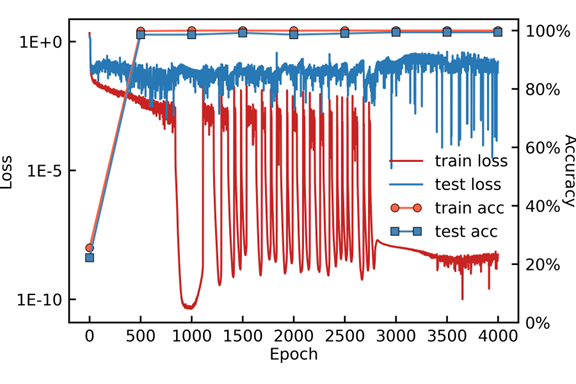 1E+0
1E-5
1E-10
Loss
100%
80%
60%
40%
20%
0%
Accuracy
train loss
test loss
train acc
test acc
0 500 1000 1500 2000 2500 3000 3500 4000
Epoch